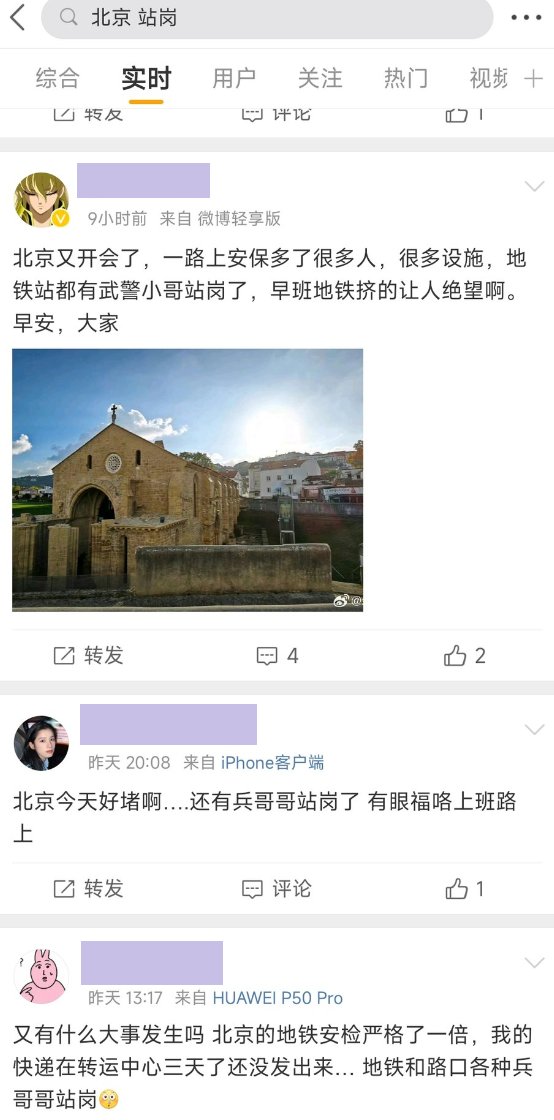 北京 站岗
综合 实时 用户 关注 热门 视频
转发 评论 1
9小时前 来自 微博轻享版
北京又开会了，一路上安保多了很多人，很多设施，地
铁站都有武警小哥站岗了，早班地铁挤的让人绝望啊。
早安，大家
转发 4 2
昨天 20:08 来自 iPhone客户端
北京今天好堵啊....还有兵哥哥站岗了 有眼福咯上班路
上
转发 评论 1
昨天 13:17 来自 HUAWEI P50 Pro
又有什么大事发生吗 北京的地铁安检严格了一倍，我的
快递在转运中心三天了还没发出来... 地铁和路口各种兵
哥哥站岗